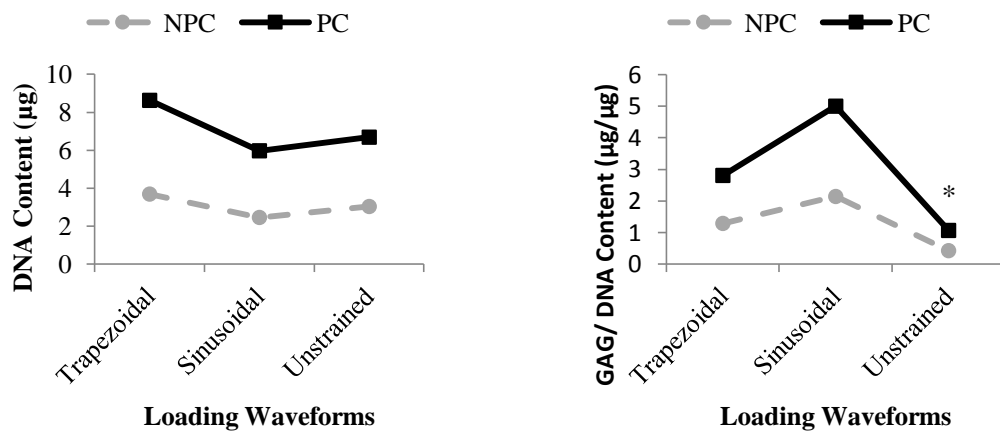 NPC PC
DNA Content (µg)
10
8
6
4
2
0
Trapezoidal
Sinusoidal
Unstrained
Loading Waveforms
NPC PC
GAG/ DNA Content (µg/µg)
6
5
4
3
2
1
0
*
Trapezoidal
Sinusoidal
Unstrained
Loading Waveforms